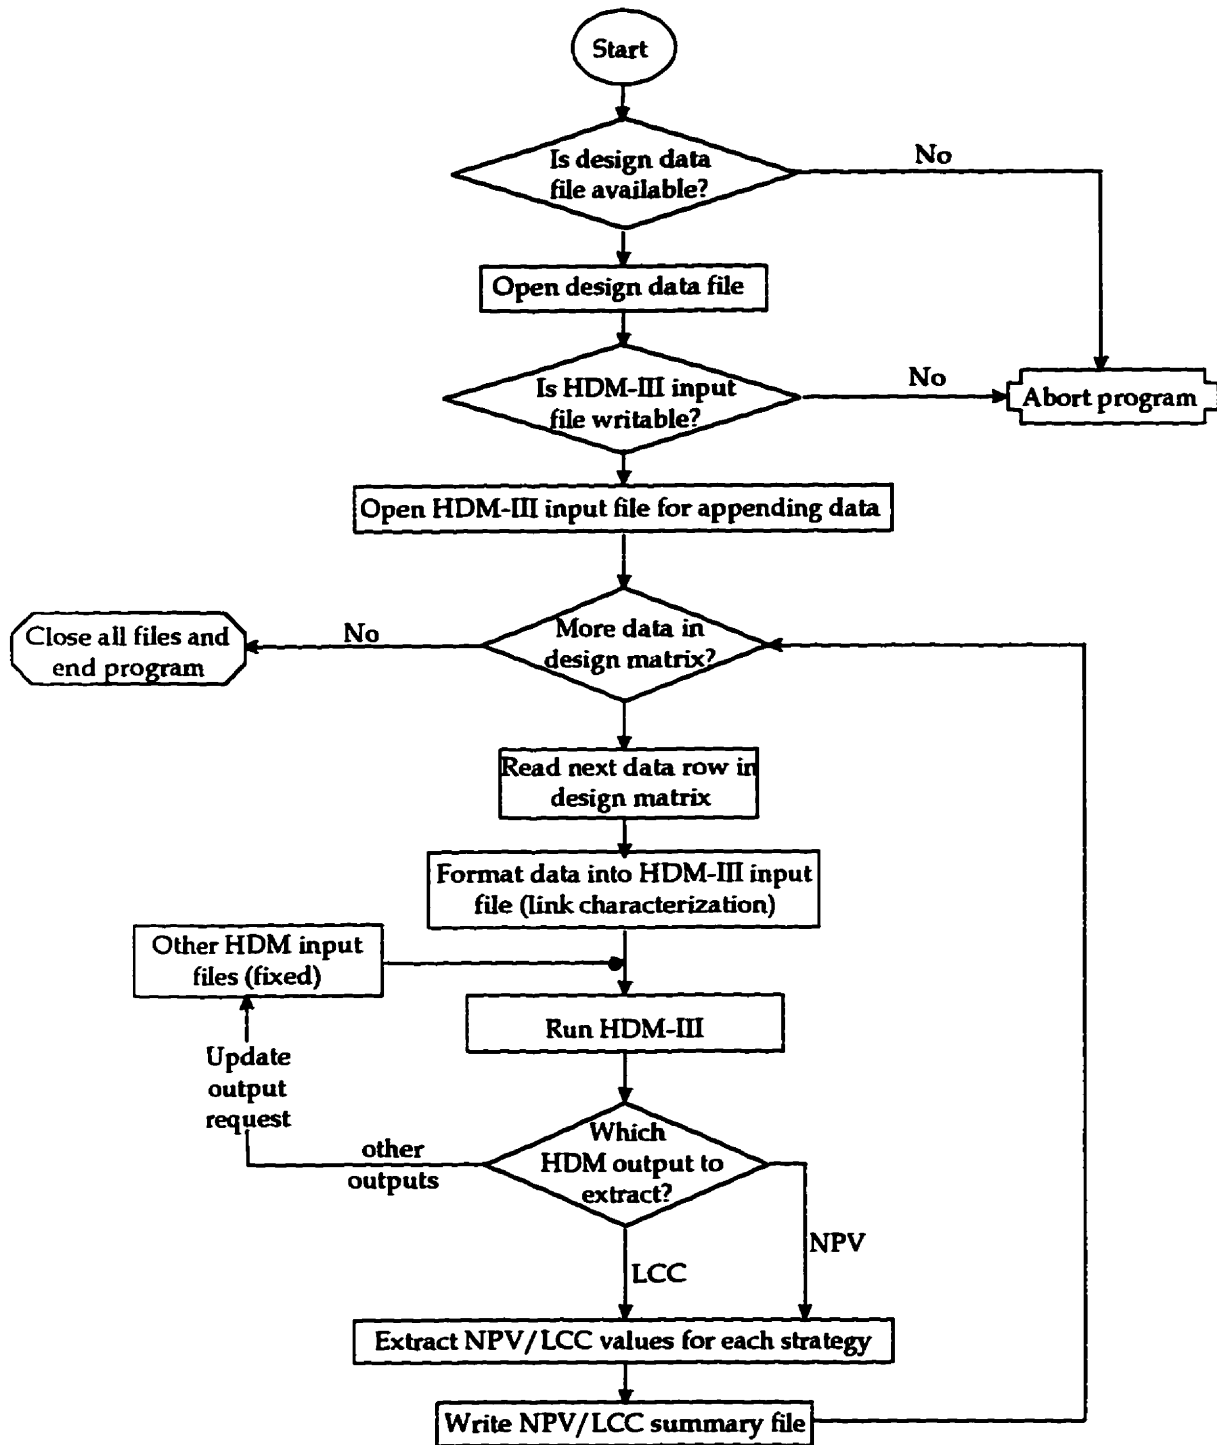 Start
Is design data
file available?
No
Open design data file
Is HDM-III input
file writable?
No
Abort program
Open HDM-III input file for appending data
Close all files and
end program
No
More data in
design matrix?
Read next data row in
design matrix
Format data into HDM-III input
file (link characterization)
Other HDM input
files (fixed)
Run HDM-III
Update
output
request
other
outputs
Which
HDM output to
extract?
NPV
LCC
Extract NPV/LCC values for each strategy
Write NPV/LCC summary file